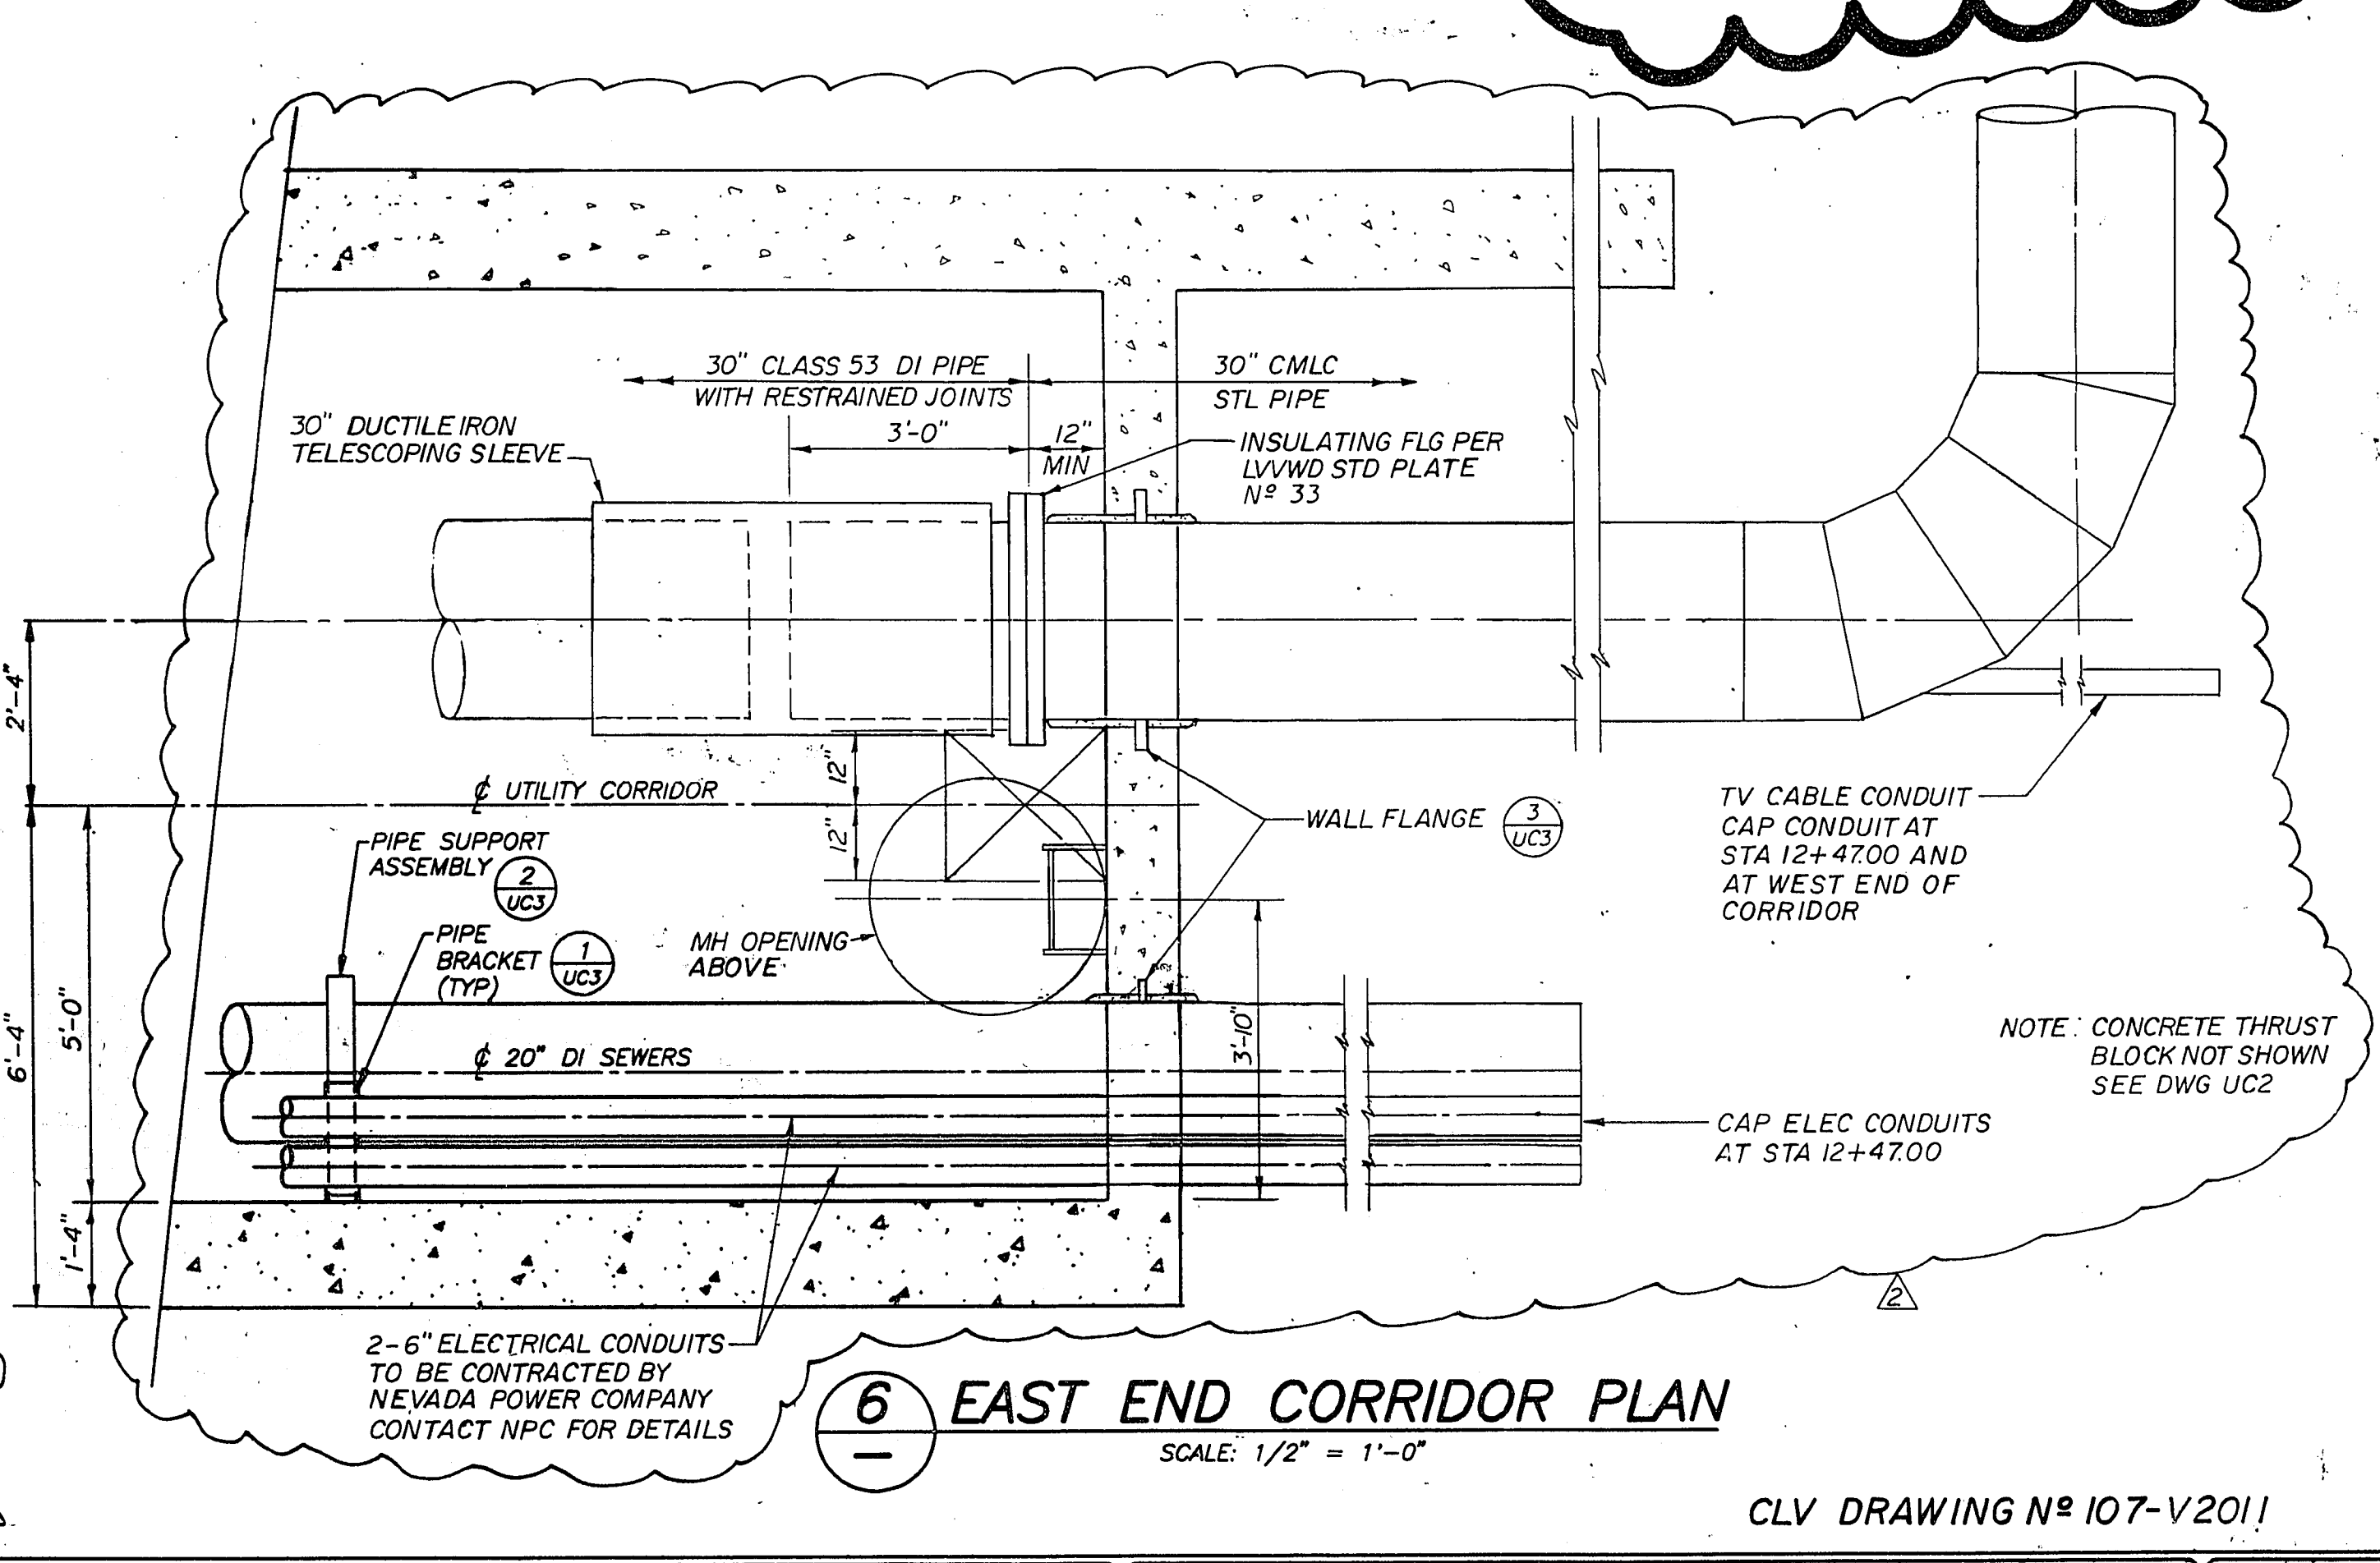 30" CLASS 53 DI PIPE
WITH RESTRAINED JOINTS
30" CMLC
STL PIPE
30" DUCTILE IRON
TELESCOPING SLEEVE
3'-0"
12"
MIN
INSULATING FLG PER
LVVWD STD PLATE
Nº 33
2'-4"
12"
12"
℄ UTILITY CORRIDOR
PIPE SUPPORT
ASSEMBLY
2
UC3
PIPE
BRACKET
(TYP)
1
UC3
MH OPENING
ABOVE
WALL FLANGE
3
UC3
TV CABLE CONDUIT
CAP CONDUIT AT
STA 12+47.00 AND
AT WEST END OF
CORRIDOR
6'-4"
5'-0"
3'-10"
℄ 20" DI SEWERS
NOTE: CONCRETE THRUST
BLOCK NOT SHOWN
SEE DWG UC2
CAP ELEC CONDUITS
AT STA 12+47.00
1'-4"
2
2-6" ELECTRICAL CONDUITS
TO BE CONTRACTED BY
NEVADA POWER COMPANY
CONTACT NPC FOR DETAILS
6
—
EAST END CORRIDOR PLAN
SCALE: 1/2" = 1'-0"
CLV DRAWING Nº 107-V2011